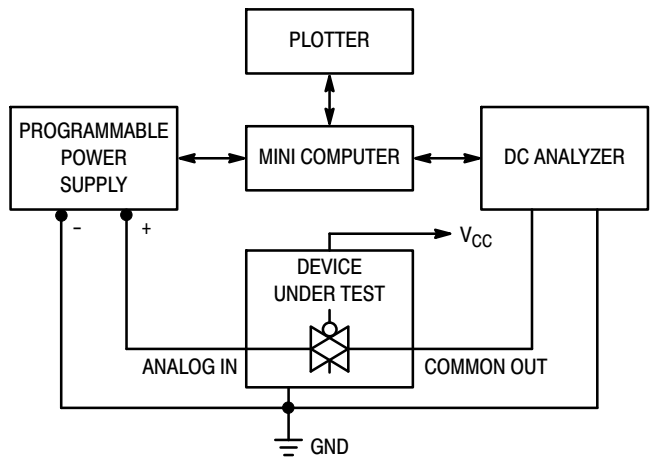 PLOTTER
PROGRAMMABLE
POWER
SUPPLY
MINI COMPUTER
DC ANALYZER
–
+
VCC
DEVICE
UNDER TEST
ANALOG IN
COMMON OUT
GND